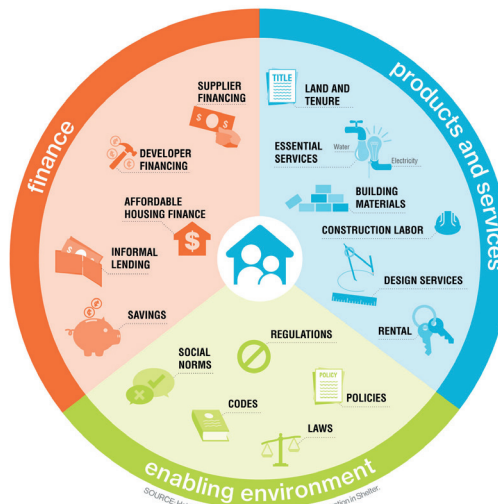 finance
SUPPLIER
FINANCING
DEVELOPER
FINANCING
AFFORDABLE
HOUSING FINANCE
INFORMAL
LENDING
SAVINGS
products and services
TITLE
LAND AND
TENURE
ESSENTIAL
SERVICES
Water
Electricity
BUILDING
MATERIALS
CONSTRUCTION LABOR
DESIGN SERVICES
RENTAL
REGULATIONS
SOCIAL
NORMS
POLICY
POLICIES
CODES
LAWS
enabling environment
SOURCE: in Shelter.